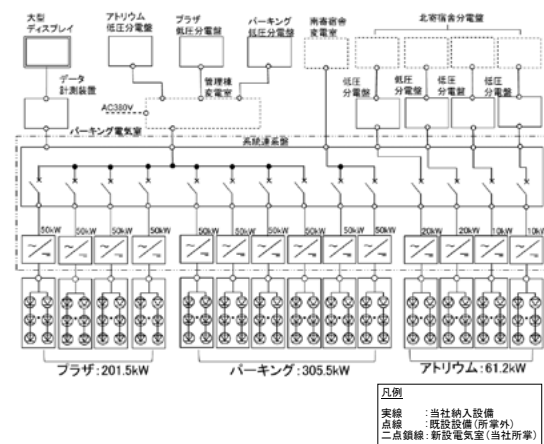 大型
ディスプレイ
アトリウム
低圧分電盤
プラザ
低圧分電盤
パーキング
低圧分電盤
南寄宿舎
変電室
北寄宿舎分電盤
データ
計測装置
管理棟
変電室
AC380V
低圧
分電盤
低圧
分電盤
低圧
分電盤
低圧
分電盤
パーキング電気室
系統連系盤
50kW
50kW
50kW
50kW
50kW
50kW
50kW
50kW
50kW
50kW
20kW
20kW
10kW
10kW
プラザ:201.5kW
パーキング:305.5kW
アトリウム:61.2kW
凡例
実線 :当社納入設備
点線 :既設設備(所掌外)
二点鎖線:新設電気室(当社所掌)